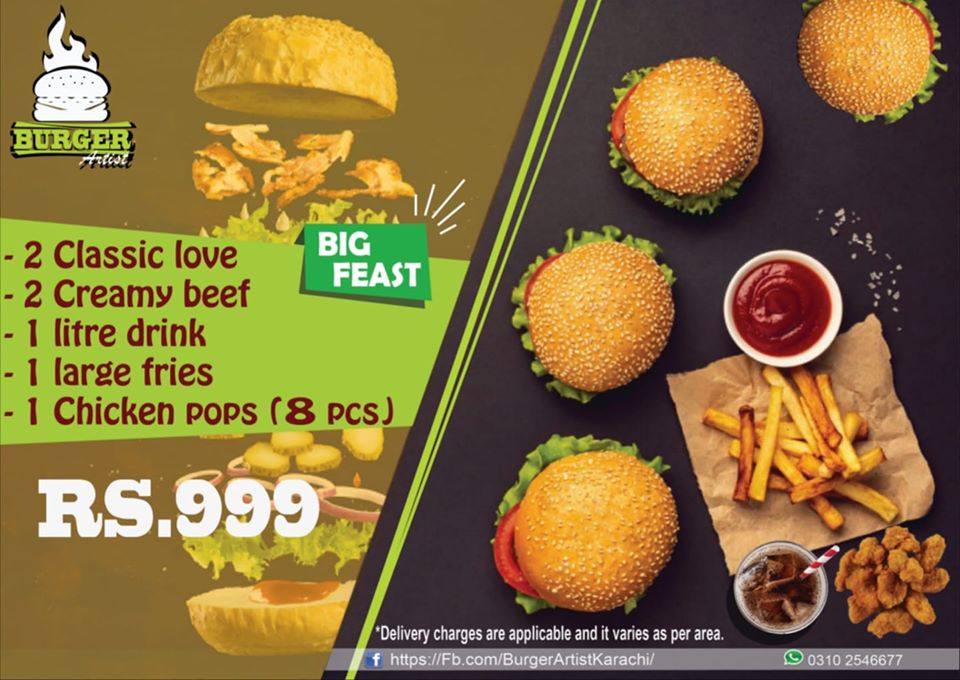 BURGER
Artist
BIG
FEAST
- 2 Classic love
- 2 Creamy beef
- 1 litre drink
- 1 large fries
- 1 Chicken pops (8 pcs)
RS.999
*Delivery charges are applicable and it varies as per area.
f https://Fb.com/BurgerArtistKarachi/ 0310 2546677